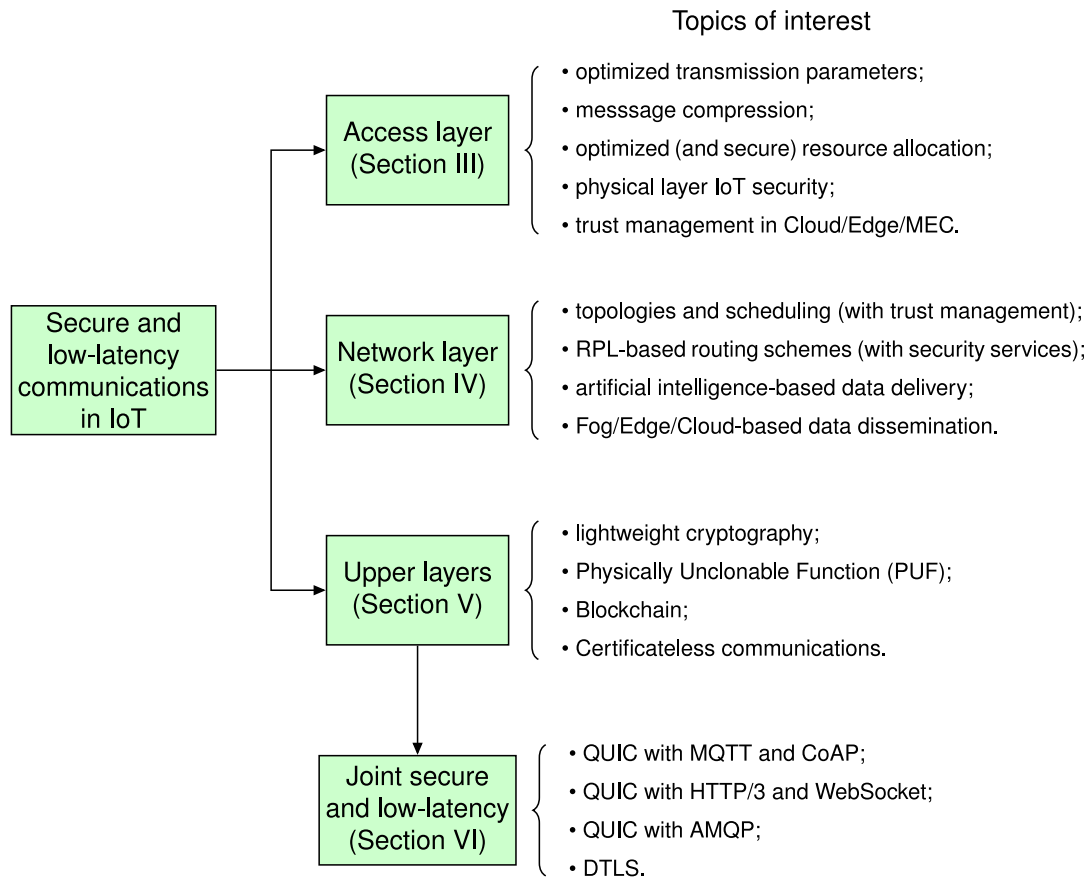 Topics of interest
Access layer
(Section III)
• optimized transmission parameters;
• messsage compression;
• optimized (and secure) resource allocation;
• physical layer IoT security;
• trust management in Cloud/Edge/MEC.
Secure and
low-latency
communications
in IoT
Network layer
(Section IV)
• topologies and scheduling (with trust management);
• RPL-based routing schemes (with security services);
• artificial intelligence-based data delivery;
• Fog/Edge/Cloud-based data dissemination.
Upper layers
(Section V)
• lightweight cryptography;
• Physically Unclonable Function (PUF);
• Blockchain;
• Certificateless communications.
Joint secure
and low-latency
(Section VI)
• QUIC with MQTT and CoAP;
• QUIC with HTTP/3 and WebSocket;
• QUIC with AMQP;
• DTLS.